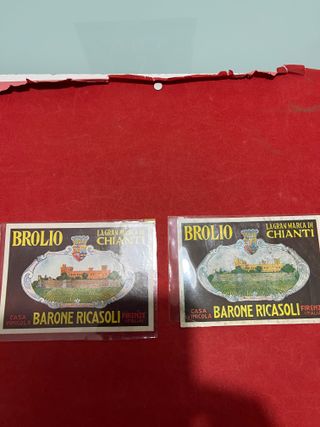 BROLIO
LA GRAN MARCA DI
CHIANTI
CASA
VINICOLA
BARONE RICASOLI
FIRENZE
BROLIO
LA GRAN MARCA DI
CHIANTI
CASA
VINICOLA
BARONE RICASOLI
FIRENZE